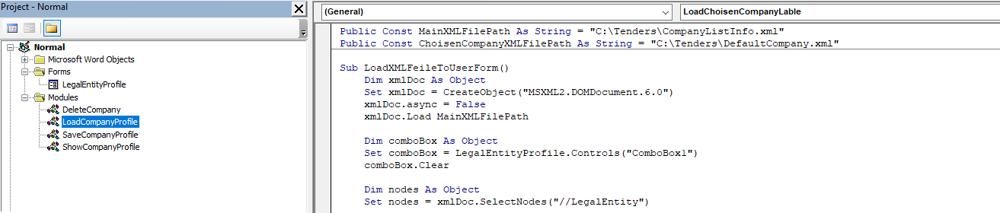 Project - Normal
Normal
Microsoft Word Objects
Forms
LegalEntityProfile
Modules
DeleteCompany
LoadCompanyProfile
SaveCompanyProfile
ShowCompanyProfile
(General)
LoadChoisenCompanyLable
Public Const MainXMLFilePath As String = "C:\Tenders\CompanyListInfo.xml"
Public Const ChoisenCompanyXMLFilePath As String = "C:\Tenders\DefaultCompany.xml"
Sub LoadXMLFeileToUserForm()
Dim xmlDoc As Object
Set xmlDoc = CreateObject("MSXML2.DOMDocument.6.0")
xmlDoc.async = False
xmlDoc.Load MainXMLFilePath
Dim comboBox As Object
Set comboBox = LegalEntityProfile.Controls("ComboBox1")
comboBox.Clear
Dim nodes As Object
Set nodes = xmlDoc.SelectNodes("//LegalEntity")